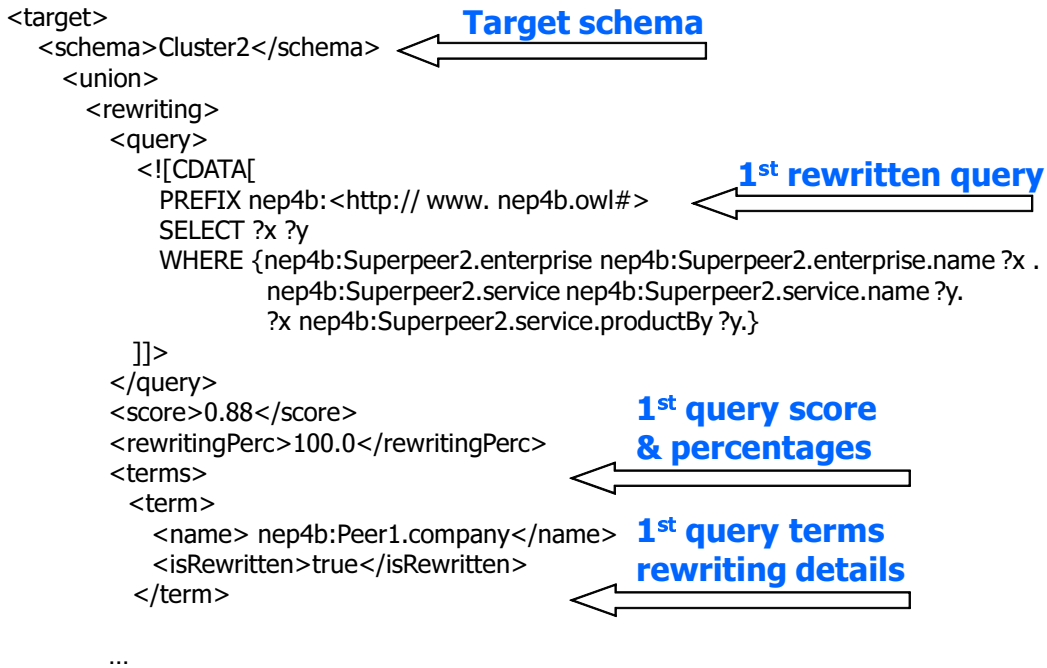 <target>
Target schema
<schema>Cluster2</schema>
<union>
<rewriting>
<query>
<![CDATA[
1st rewritten query
PREFIX nep4b:<http:// www. nep4b.owl#>
SELECT ?x ?y
WHERE {nep4b:Superpeer2.enterprise nep4b:Superpeer2.enterprise.name ?x .
nep4b:Superpeer2.service nep4b:Superpeer2.service.name ?y.
?x nep4b:Superpeer2.service.productBy ?y.}
]]>
</query>
<score>0.88</score>
1st query score
& percentages
<rewritingPerc>100.0</rewritingPerc>
<terms>
<term>
<name> nep4b:Peer1.company</name>
1st query terms
rewriting details
<isRewritten>true</isRewritten>
</term>
...